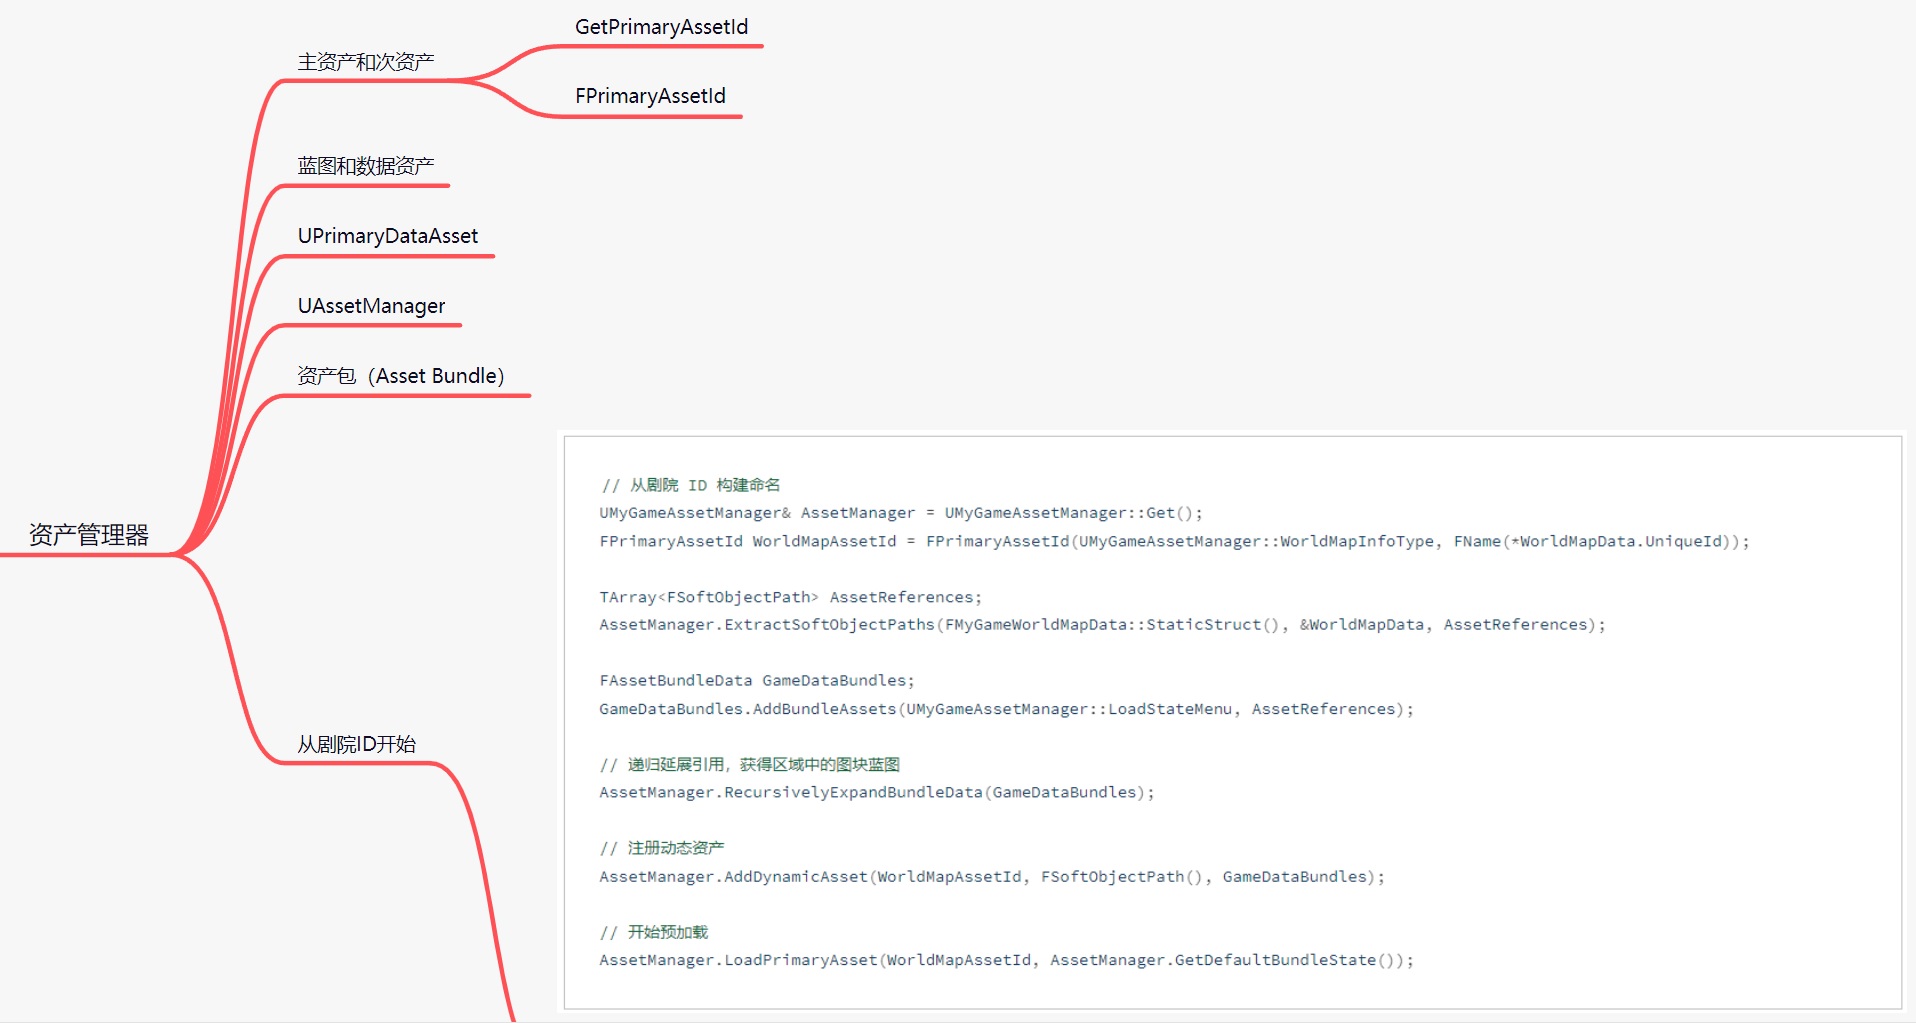 GetPrimaryAssetId
主资产和次资产
FPrimaryAssetId
蓝图和数据资产
UPrimaryDataAsset
UAssetManager
资产包（Asset Bundle）
资产管理器
从剧院ID开始
// 从剧院 ID 构建命名
UMyGameAssetManager& AssetManager = UMyGameAssetManager::Get();
FPrimaryAssetId WorldMapAssetId = FPrimaryAssetId(UMyGameAssetManager::WorldMapInfoType, FName(*WorldMapData.UniqueId));
TArray<FSoftObjectPath> AssetReferences;
AssetManager.ExtractSoftObjectPaths(FMyGameWorldMapData::StaticStruct(), &WorldMapData, AssetReferences);
FAssetBundleData GameDataBundles;
GameDataBundles.AddBundleAssets(UMyGameAssetManager::LoadStateMenu, AssetReferences);
// 递归延展引用，获得区域中的图块蓝图
AssetManager.RecursivelyExpandBundleData(GameDataBundles);
// 注册动态资产
AssetManager.AddDynamicAsset(WorldMapAssetId, FSoftObjectPath(), GameDataBundles);
// 开始预加载
AssetManager.LoadPrimaryAsset(WorldMapAssetId, AssetManager.GetDefaultBundleState());